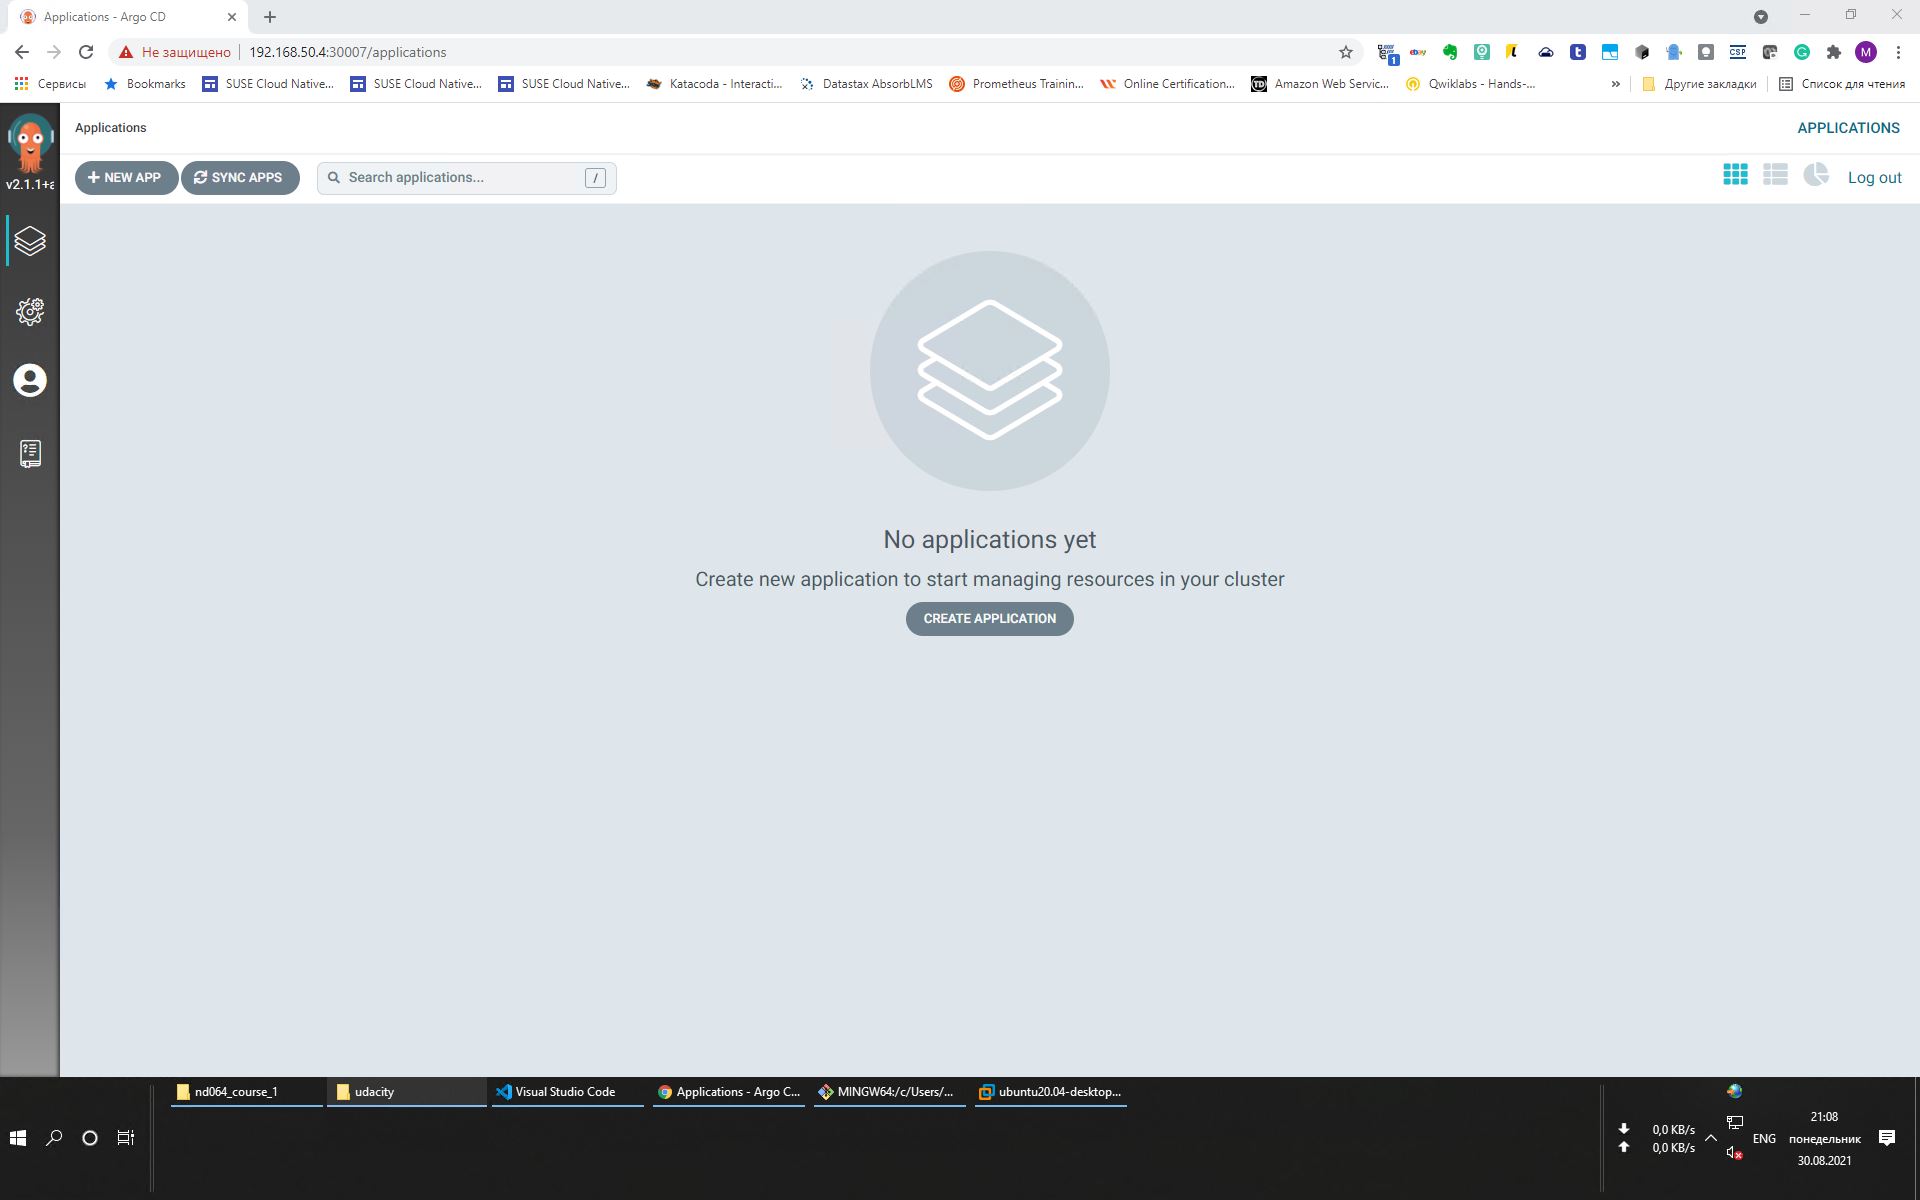 Applications - Argo CD
Не защищено 192.168.50.4:30007/applications
1 ebay CSP M
Сервисы Bookmarks SUSE Cloud Native... SUSE Cloud Native... SUSE Cloud Native... Katacoda - Interacti... Datastax AbsorbLMS Prometheus Trainin... Online Certification... TD Amazon Web Servic... Qwiklabs - Hands-... » Другие закладки Список для чтения
Applications APPLICATIONS
v2.1.1+a
NEW APP SYNC APPS Search applications... / Log out
No applications yet
Create new application to start managing resources in your cluster
CREATE APPLICATION
nd064_course_1 udacity Visual Studio Code Applications - Argo C... MINGW64:/c/Users/... ubuntu20.04-desktop...
0,0 KB/s
0,0 KB/s
ENG
21:08
понедельник
30.08.2021